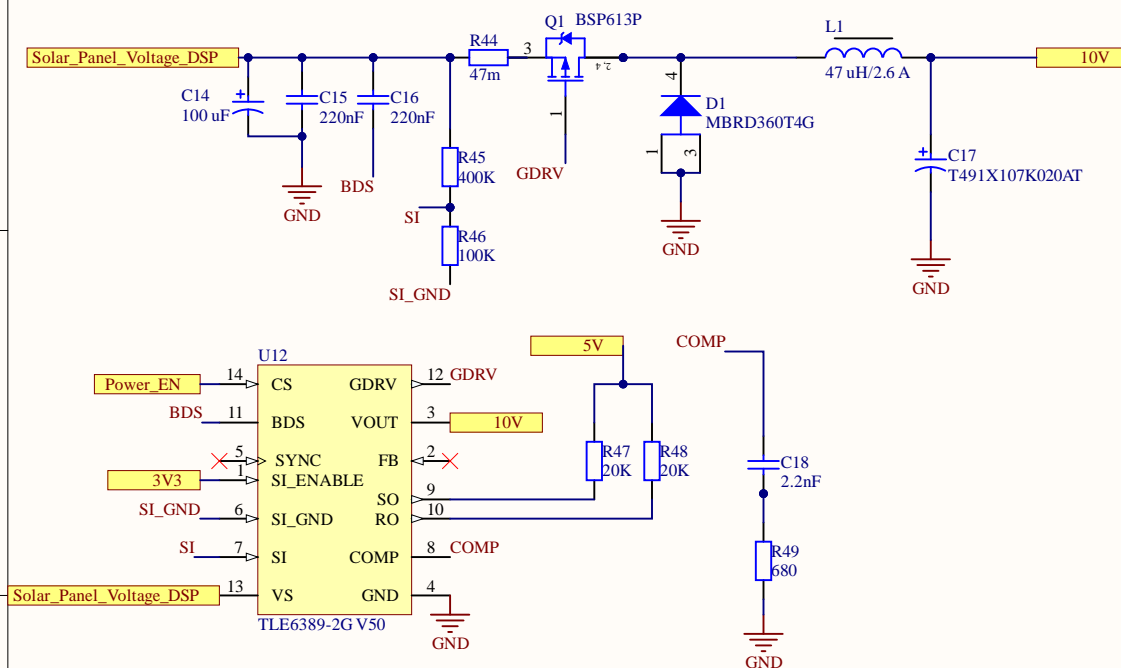 Q1 BSP613P
L1
Solar_Panel_Voltage_DSP
R44
47m
3
2,4
47 uH/2.6 A
10V
C14
100 uF
C15
220nF
C16
220nF
4
D1
MBRD360T4G
1
GDRV
1
3
C17
T491X107K020AT
R45
400K
BDS
SI
GND
R46
100K
GND
SI_GND
GND
U12
5V
COMP
Power_EN
14
CS
GDRV
12
GDRV
BDS
11
BDS
VOUT
3
10V
5
SYNC
FB
2
R47
20K
R48
20K
C18
2.2nF
3V3
1
SI_ENABLE
SO
9
SI_GND
6
SI_GND
RO
10
SI
7
SI
COMP
8
COMP
R49
680
Solar_Panel_Voltage_DSP
13
VS
GND
4
TLE6389-2G V50
GND
GND